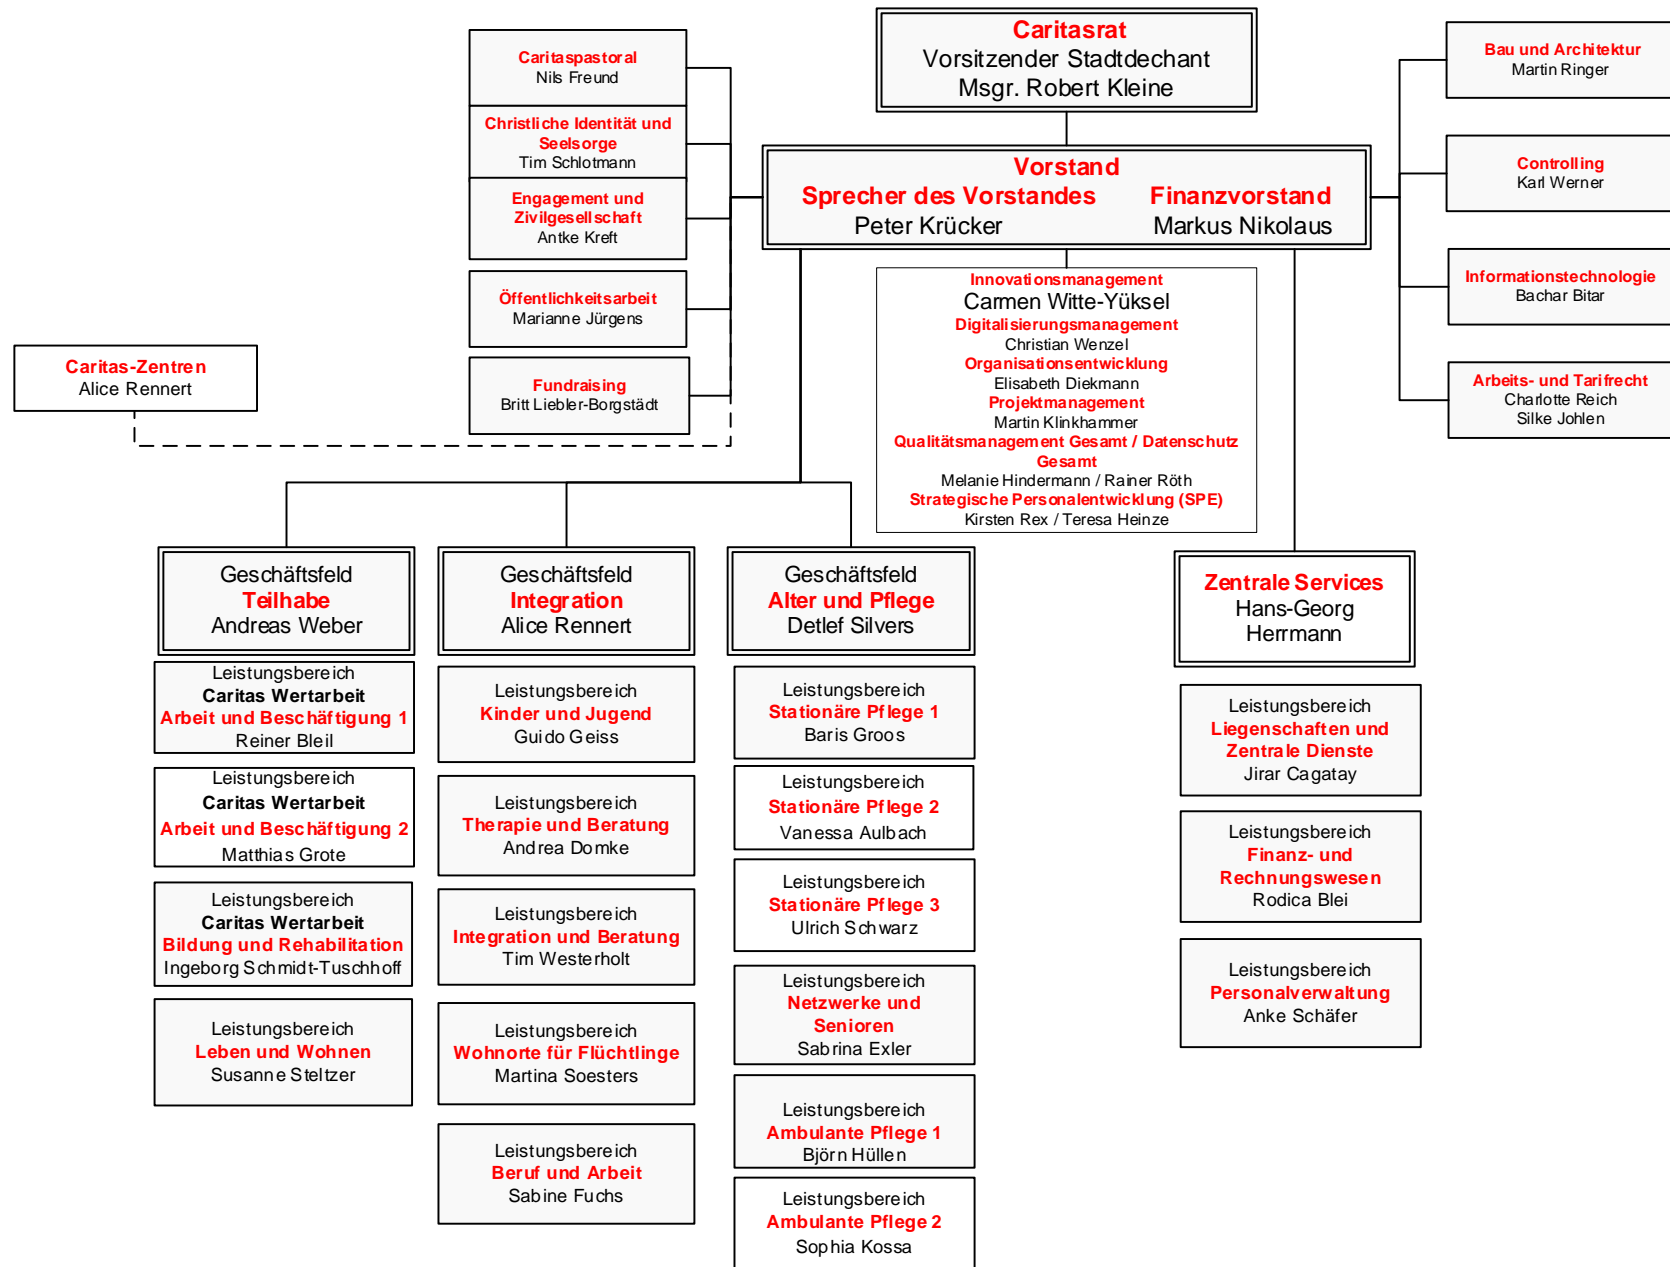 Caritasrat
Vorsitzender Stadtdechant
Msgr. Robert Kleine
Vorstand
Sprecher des Vorstandes
Peter Krücker
Finanzvorstand
Markus Nikolaus
Caritaspastoral
Nils Freund
Christliche Identität und
Seelsorge
Tim Schlotmann
Engagement und
Zivilgesellschaft
Antke Kreft
Öffentlichkeitsarbeit
Marianne Jürgens
Fundraising
Britt Liebler-Borgstädt
Caritas-Zentren
Alice Rennert
Bau und Architektur
Martin Ringer
Controlling
Karl Werner
Informationstechnologie
Bachar Bitar
Arbeits- und Tarifrecht
Charlotte Reich
Silke Johlen
Innovationsmanagement
Carmen Witte-Yüksel
Digitalisierungsmanagement
Christian Wenzel
Organisationsentwicklung
Elisabeth Diekmann
Projektmanagement
Martin Klinkhammer
Qualitätsmanagement Gesamt / Datenschutz
Gesamt
Melanie Hindermann / Rainer Röth
Strategische Personalentwicklung (SPE)
Kirsten Rex / Teresa Heinze
Geschäftsfeld
Teilhabe
Andreas Weber
Leistungsbereich
Caritas Wertarbeit
Arbeit und Beschäftigung 1
Reiner Bleil
Leistungsbereich
Caritas Wertarbeit
Arbeit und Beschäftigung 2
Matthias Grote
Leistungsbereich
Caritas Wertarbeit
Bildung und Rehabilitation
Ingeborg Schmidt-Tuschhoff
Leistungsbereich
Leben und Wohnen
Susanne Steltzer
Geschäftsfeld
Integration
Alice Rennert
Leistungsbereich
Kinder und Jugend
Guido Geiss
Leistungsbereich
Therapie und Beratung
Andrea Domke
Leistungsbereich
Integration und Beratung
Tim Westerholt
Leistungsbereich
Wohnorte für Flüchtlinge
Martina Soesters
Leistungsbereich
Beruf und Arbeit
Sabine Fuchs
Geschäftsfeld
Alter und Pflege
Detlef Silvers
Leistungsbereich
Stationäre Pflege 1
Baris Groos
Leistungsbereich
Stationäre Pflege 2
Vanessa Aulbach
Leistungsbereich
Stationäre Pflege 3
Ulrich Schwarz
Leistungsbereich
Netzwerke und
Senioren
Sabrina Exler
Leistungsbereich
Ambulante Pflege 1
Björn Hüllen
Leistungsbereich
Ambulante Pflege 2
Sophia Kossa
Zentrale Services
Hans-Georg
Herrmann
Leistungsbereich
Liegenschaften und
Zentrale Dienste
Jirar Cagatay
Leistungsbereich
Finanz- und
Rechnungswesen
Rodica Blei
Leistungsbereich
Personalverwaltung
Anke Schäfer